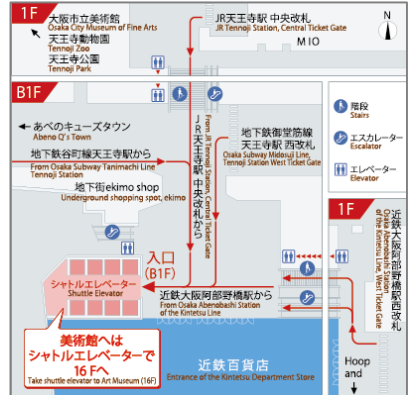 1F
大阪市立美術館
Osaka City Museum of Fine Arts
天王寺動物園
Tennoji Zoo
天王寺公園
Tennoji Park
JR天王寺駅 中央改札
JR Tennoji Station, Central Ticket Gate
MIO
N
B1F
あべのキューズタウン
Abeno Q's Town
地下鉄谷町線天王寺駅から
From Osaka Subway Tanimachi Line
Tennoji Station
地下街ekimo shop
Underground shopping spot, ekimo
JR天王寺駅 中央改札から
From JR Tennoji Station, Central Ticket Gate
地下鉄御堂筋線
天王寺駅 西改札
Osaka Subway Midosuji Line,
Tennoji Station West Ticket Gate
階段
Stairs
エスカレーター
Escalator
エレベーター
Elevator
1F
近鉄大阪阿部野橋駅 西改札
Osaka Abenobashi Station
of the Kintetsu Line, West Ticket Gate
入口
(B1F)
シャトルエレベーター
Shuttle Elevator
近鉄大阪阿部野橋駅から
From Osaka Abenobashi Station
of the Kintetsu Line
美術館へは
シャトルエレベーターで
16 Fへ
Take shuttle elevator to Art Museum (16F)
近鉄百貨店
Entrance of the Kintetsu Department Store
Hoop
and